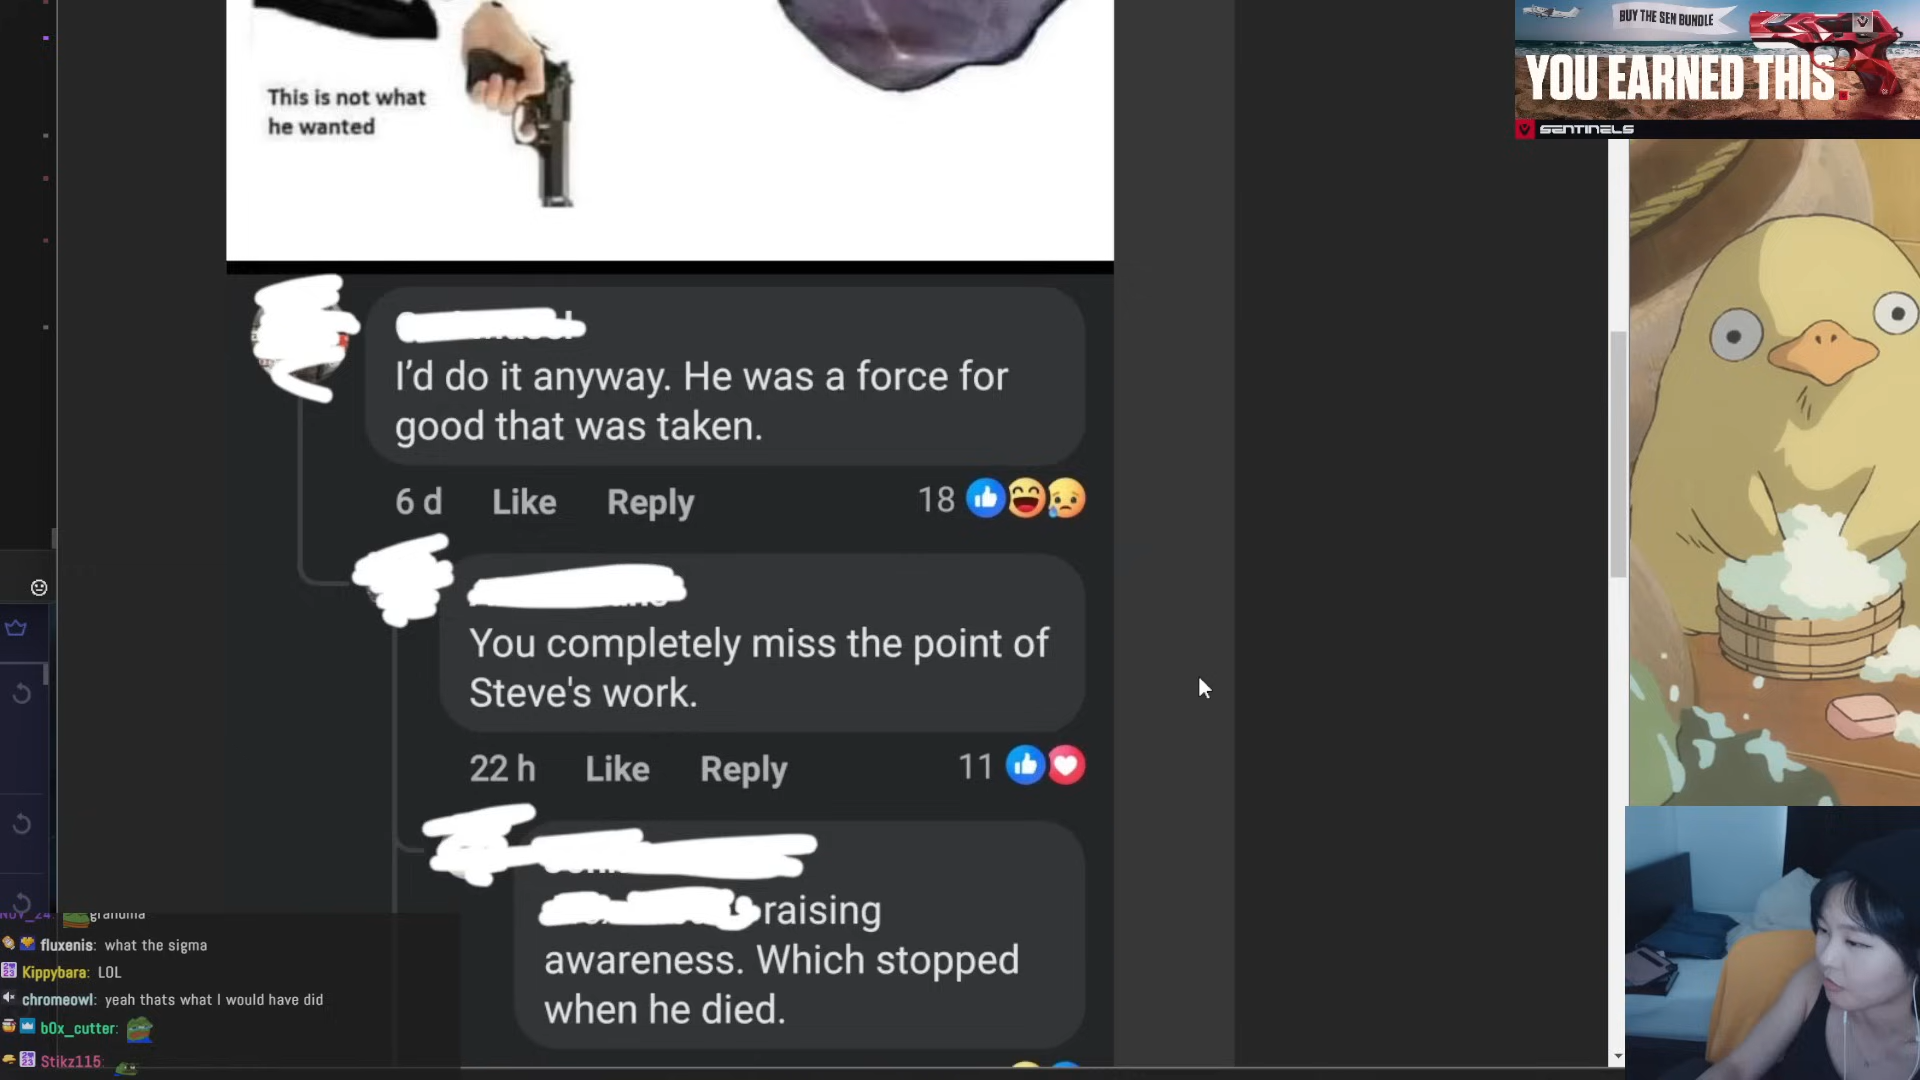 This is not what
he wanted
BUY THE SEN BUNDLE
YOU EARNED THIS.
SENTINELS
I'd do it anyway. He was a force for
good that was taken.
6 d Like Reply 18
You completely miss the point of
Steve's work.
22 h Like Reply 11
raising
awareness. Which stopped
when he died.
grandma
fluxenis: what the sigma
Kippybara: LOL
chromeowl: yeah thats what I would have did
b0x_cutter:
Stikz115: